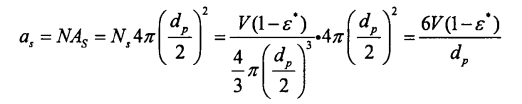 a_s = NA_S = N_s 4π(d_p/2)^2 = V(1−ε^*)/(4/3 π(d_p/2)^3) • 4π(d_p/2)^2 = 6V(1−ε^*)/d_p